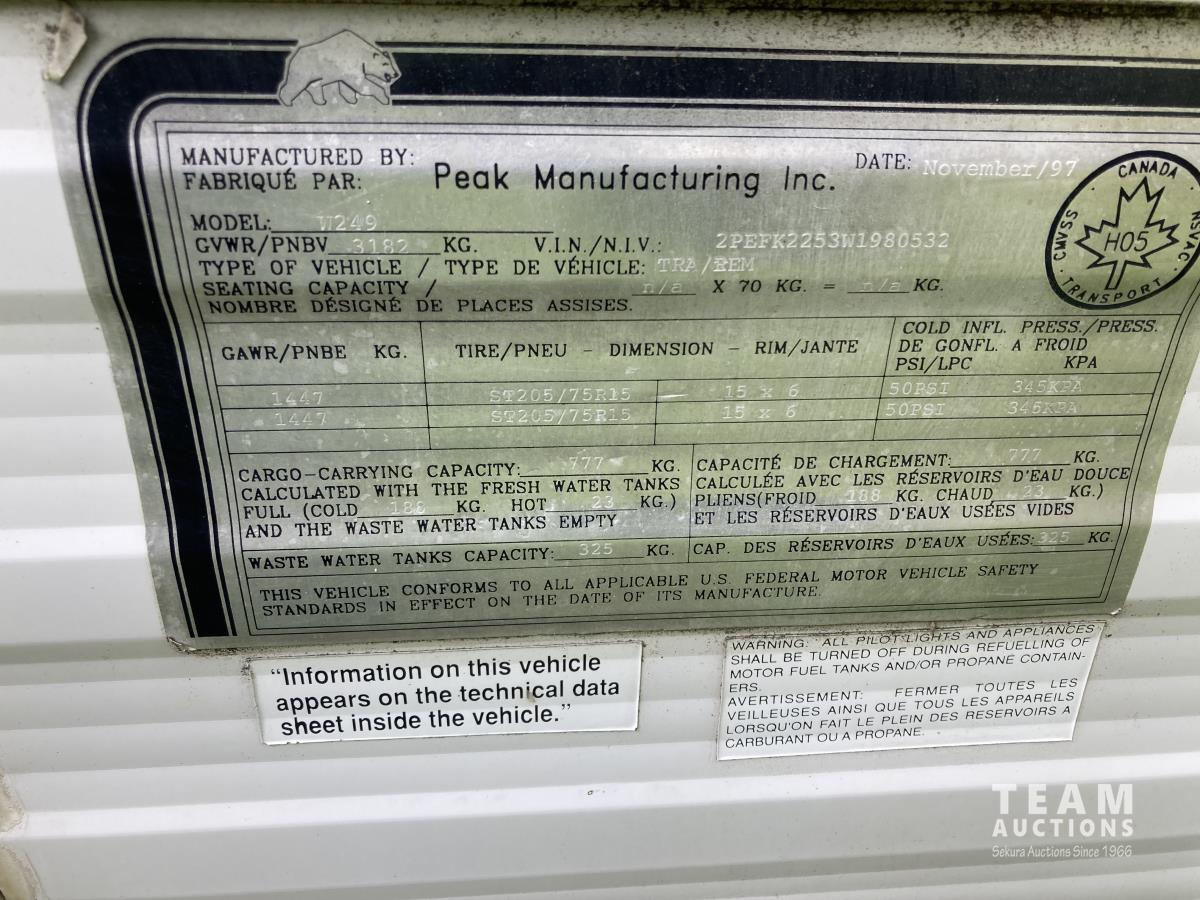 MANUFACTURED BY:
FABRIQUÉ PAR:
Peak Manufacturing Inc.
DATE: November/97
CANADA
CMVSS · NSVAC
H05
TRANSPORT
MODEL: W249
GVWR/PNBV 3182 KG. V.I.N./N.I.V.: 2PEFK2253W1980532
TYPE OF VEHICLE / TYPE DE VÉHICLE: TRA/REM
SEATING CAPACITY / n/a X 70 KG. = n/a KG.
NOMBRE DÉSIGNÉ DE PLACES ASSISES.
GAWR/PNBE KG.
TIRE/PNEU - DIMENSION - RIM/JANTE
COLD INFL. PRESS./PRESS.
DE GONFL. A FROID
PSI/LPC KPA
1447 ST205/75R15 15 x 6 50PSI 345KPA
1447 ST205/75R15 15 x 6 50PSI 345KPA
CARGO-CARRYING CAPACITY: 777 KG.
CALCULATED WITH THE FRESH WATER TANKS
FULL (COLD 188 KG. HOT 23 KG.)
AND THE WASTE WATER TANKS EMPTY
CAPACITÉ DE CHARGEMENT: 777 KG.
CALCULÉE AVEC LES RÉSERVOIRS D'EAU DOUCE
PLIENS(FROID 188 KG. CHAUD 23 KG.)
ET LES RÉSERVOIRS D'EAUX USÉES VIDES
WASTE WATER TANKS CAPACITY: 325 KG.
CAP. DES RÉSERVOIRS D'EAUX USÉES: 325 KG.
THIS VEHICLE CONFORMS TO ALL APPLICABLE U.S. FEDERAL MOTOR VEHICLE SAFETY
STANDARDS IN EFFECT ON THE DATE OF ITS MANUFACTURE.
"Information on this vehicle
appears on the technical data
sheet inside the vehicle."
WARNING: ALL PILOT LIGHTS AND APPLIANCES
SHALL BE TURNED OFF DURING REFUELLING OF
MOTOR FUEL TANKS AND/OR PROPANE CONTAIN-
ERS.
AVERTISSEMENT: FERMER TOUTES LES
VEILLEUSES AINSI QUE TOUS LES APPAREILS
LORSQU'ON FAIT LE PLEIN DES RESERVOIRS A
CARBURANT OU A PROPANE.
TEAM
AUCTIONS
Sekura Auctions Since 1966